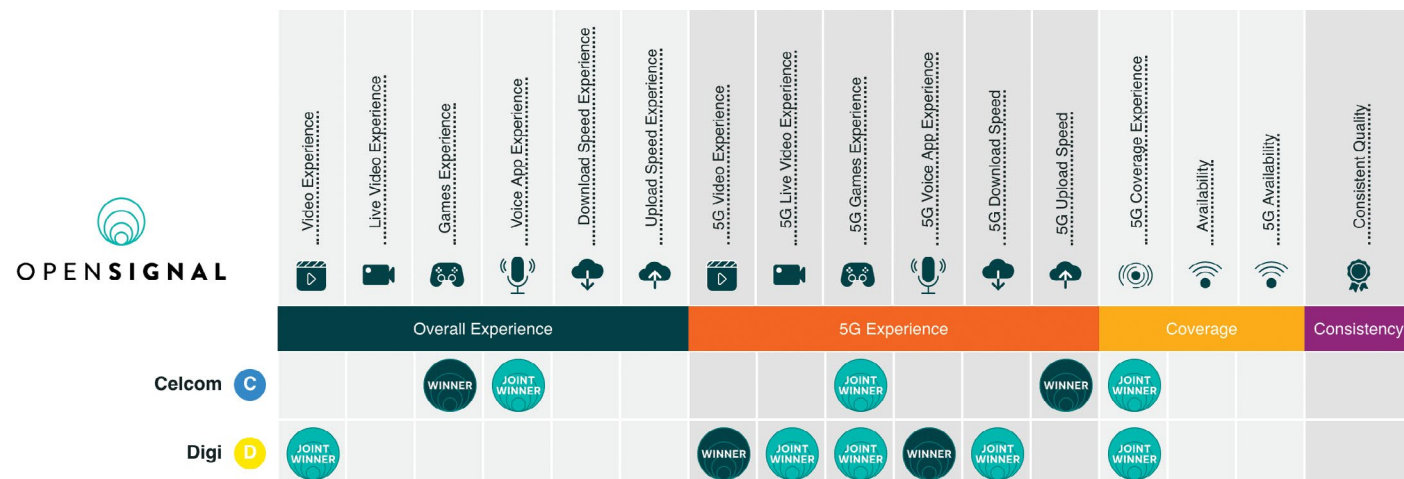 Video Experience
Live Video Experience
Games Experience
Voice App Experience
Download Speed Experience
Upload Speed Experience
5G Video Experience
5G Live Video Experience
5G Games Experience
5G Voice App Experience
5G Download Speed
5G Upload Speed
5G Coverage Experience
Availability
5G Availability
Consistent Quality
OPENSIGNAL
Overall Experience
5G Experience
Coverage
Consistency
Celcom C
WINNER
JOINT WINNER
JOINT WINNER
WINNER
JOINT WINNER
Digi D
JOINT WINNER
WINNER
JOINT WINNER
JOINT WINNER
WINNER
JOINT WINNER
JOINT WINNER